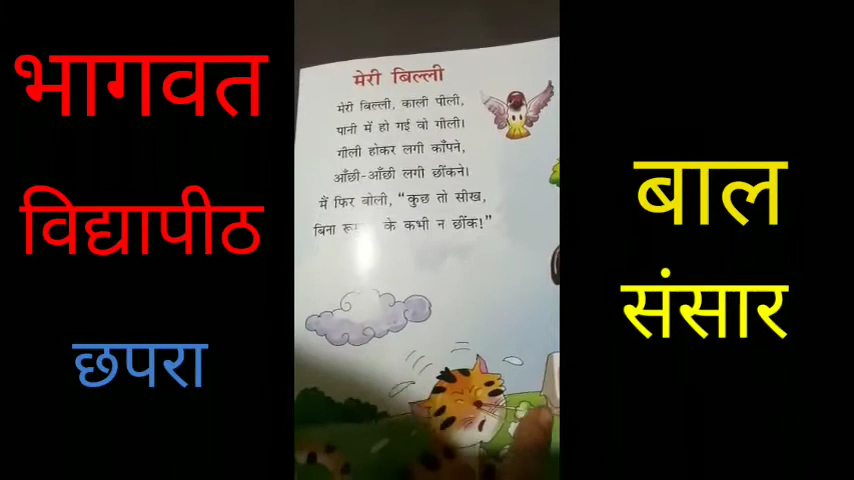 भागवत
विद्यापीठ
छपरा
मेरी बिल्ली
मेरी बिल्ली, काली पीली,
पानी में हो गई वो गीली।
गीली होकर लगी काँपने,
आँछी-आँछी लगी छींकने।
मैं फिर बोली, “कुछ तो सीख,
बिना के कभी न छींक!”
बाल
संसार